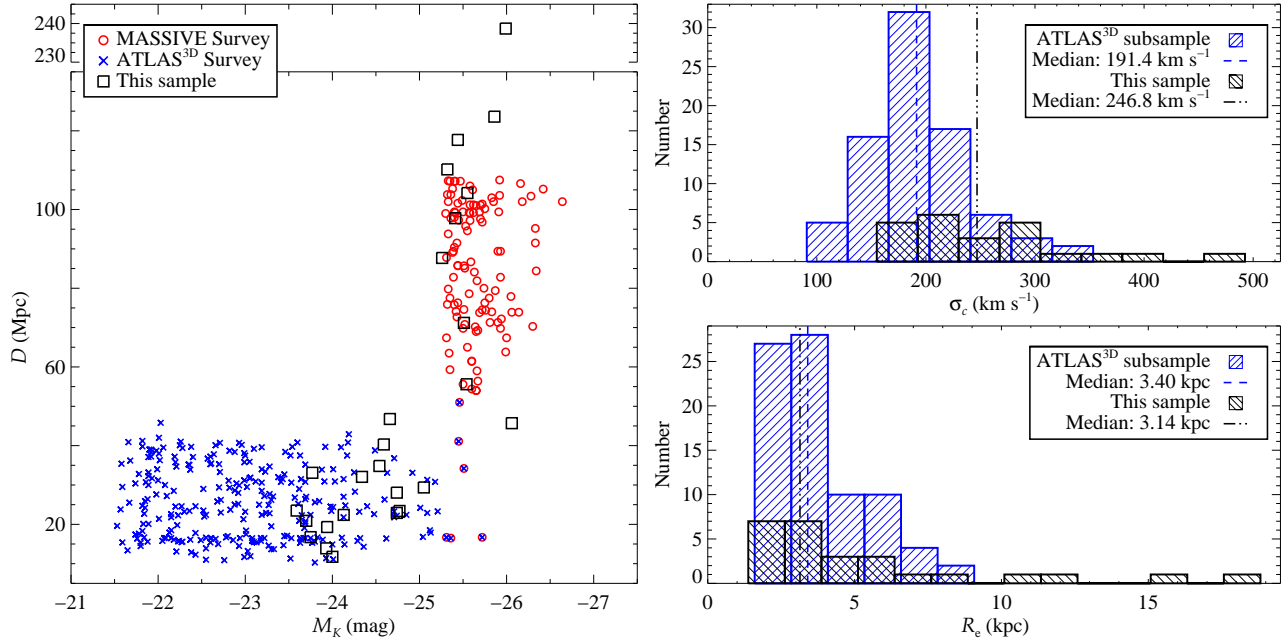 240
230
100
60
20
D (Mpc)
MASSIVE Survey
ATLAS³ᴰ Survey
This sample
−21
−22
−23
−24
−25
−26
−27
M_K (mag)
30
25
20
15
10
5
0
Number
ATLAS³ᴰ subsample
Median: 191.4 km s⁻¹
This sample
Median: 246.8 km s⁻¹
0
100
200
300
400
500
σ_c (km s⁻¹)
25
20
15
10
5
0
Number
ATLAS³ᴰ subsample
Median: 3.40 kpc
This sample
Median: 3.14 kpc
0
5
10
15
R_e (kpc)